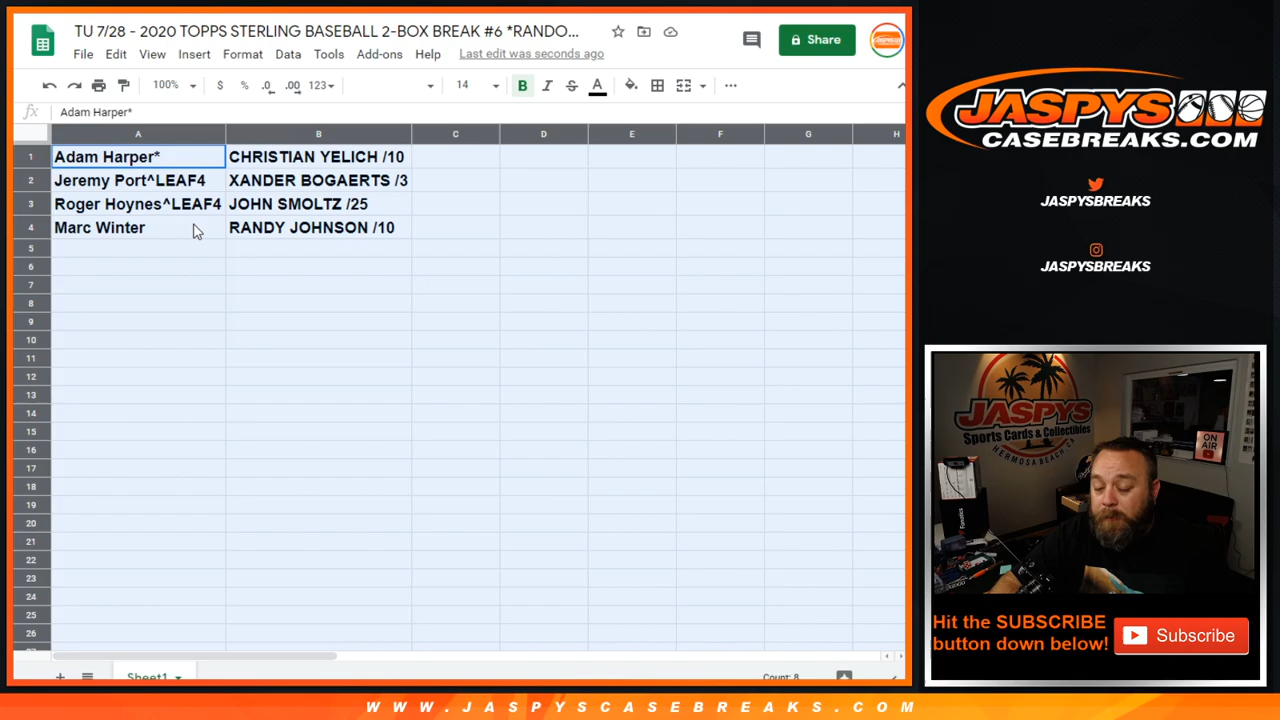 TU 7/28 - 2020 TOPPS STERLING BASEBALL 2-BOX BREAK #6 *RANDO...
File Edit View Insert Format Data Tools Add-ons Help Last edit was seconds ago
Share
100% $ % .0 .00 123 14 B I S A
fx Adam Harper*
A B C D E F G H
1 Adam Harper* CHRISTIAN YELICH /10
2 Jeremy Port^LEAF4 XANDER BOGAERTS /3
3 Roger Hoynes^LEAF4 JOHN SMOLTZ /25
4 Marc Winter RANDY JOHNSON /10
5
6
7
8
9
10
11
12
13
14
15
16
17
18
19
20
21
22
23
24
25
26
Sheet1 Count: 8
JASPYS
CASEBREAKS.COM
JASPYSBREAKS
JASPYSBREAKS
JASPYS
Sports Cards & Collectibles
HERMOSA BEACH, CA
ON
AIR
Fanatics
Hit the SUBSCRIBE
button down below!
Subscribe
WWW.JASPYSCASEBREAKS.COM